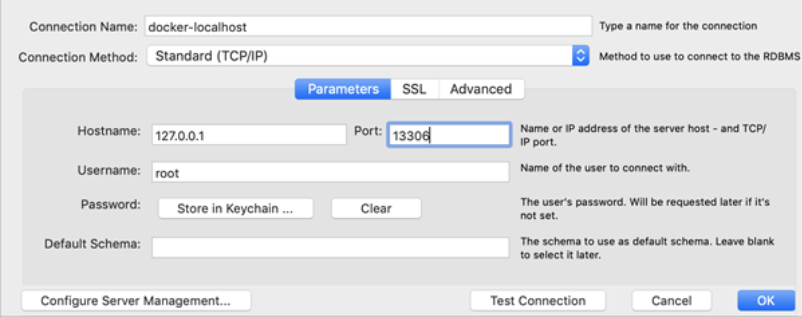 Connection Name: docker-localhost Type a name for the connection
Connection Method: Standard (TCP/IP) Method to use to connect to the RDBMS
Parameters SSL Advanced
Hostname: 127.0.0.1 Port: 13306 Name or IP address of the server host - and TCP/
IP port.
Username: root Name of the user to connect with.
Password: Store in Keychain ... Clear The user's password. Will be requested later if it's
not set.
Default Schema: The schema to use as default schema. Leave blank
to select it later.
Configure Server Management... Test Connection Cancel OK